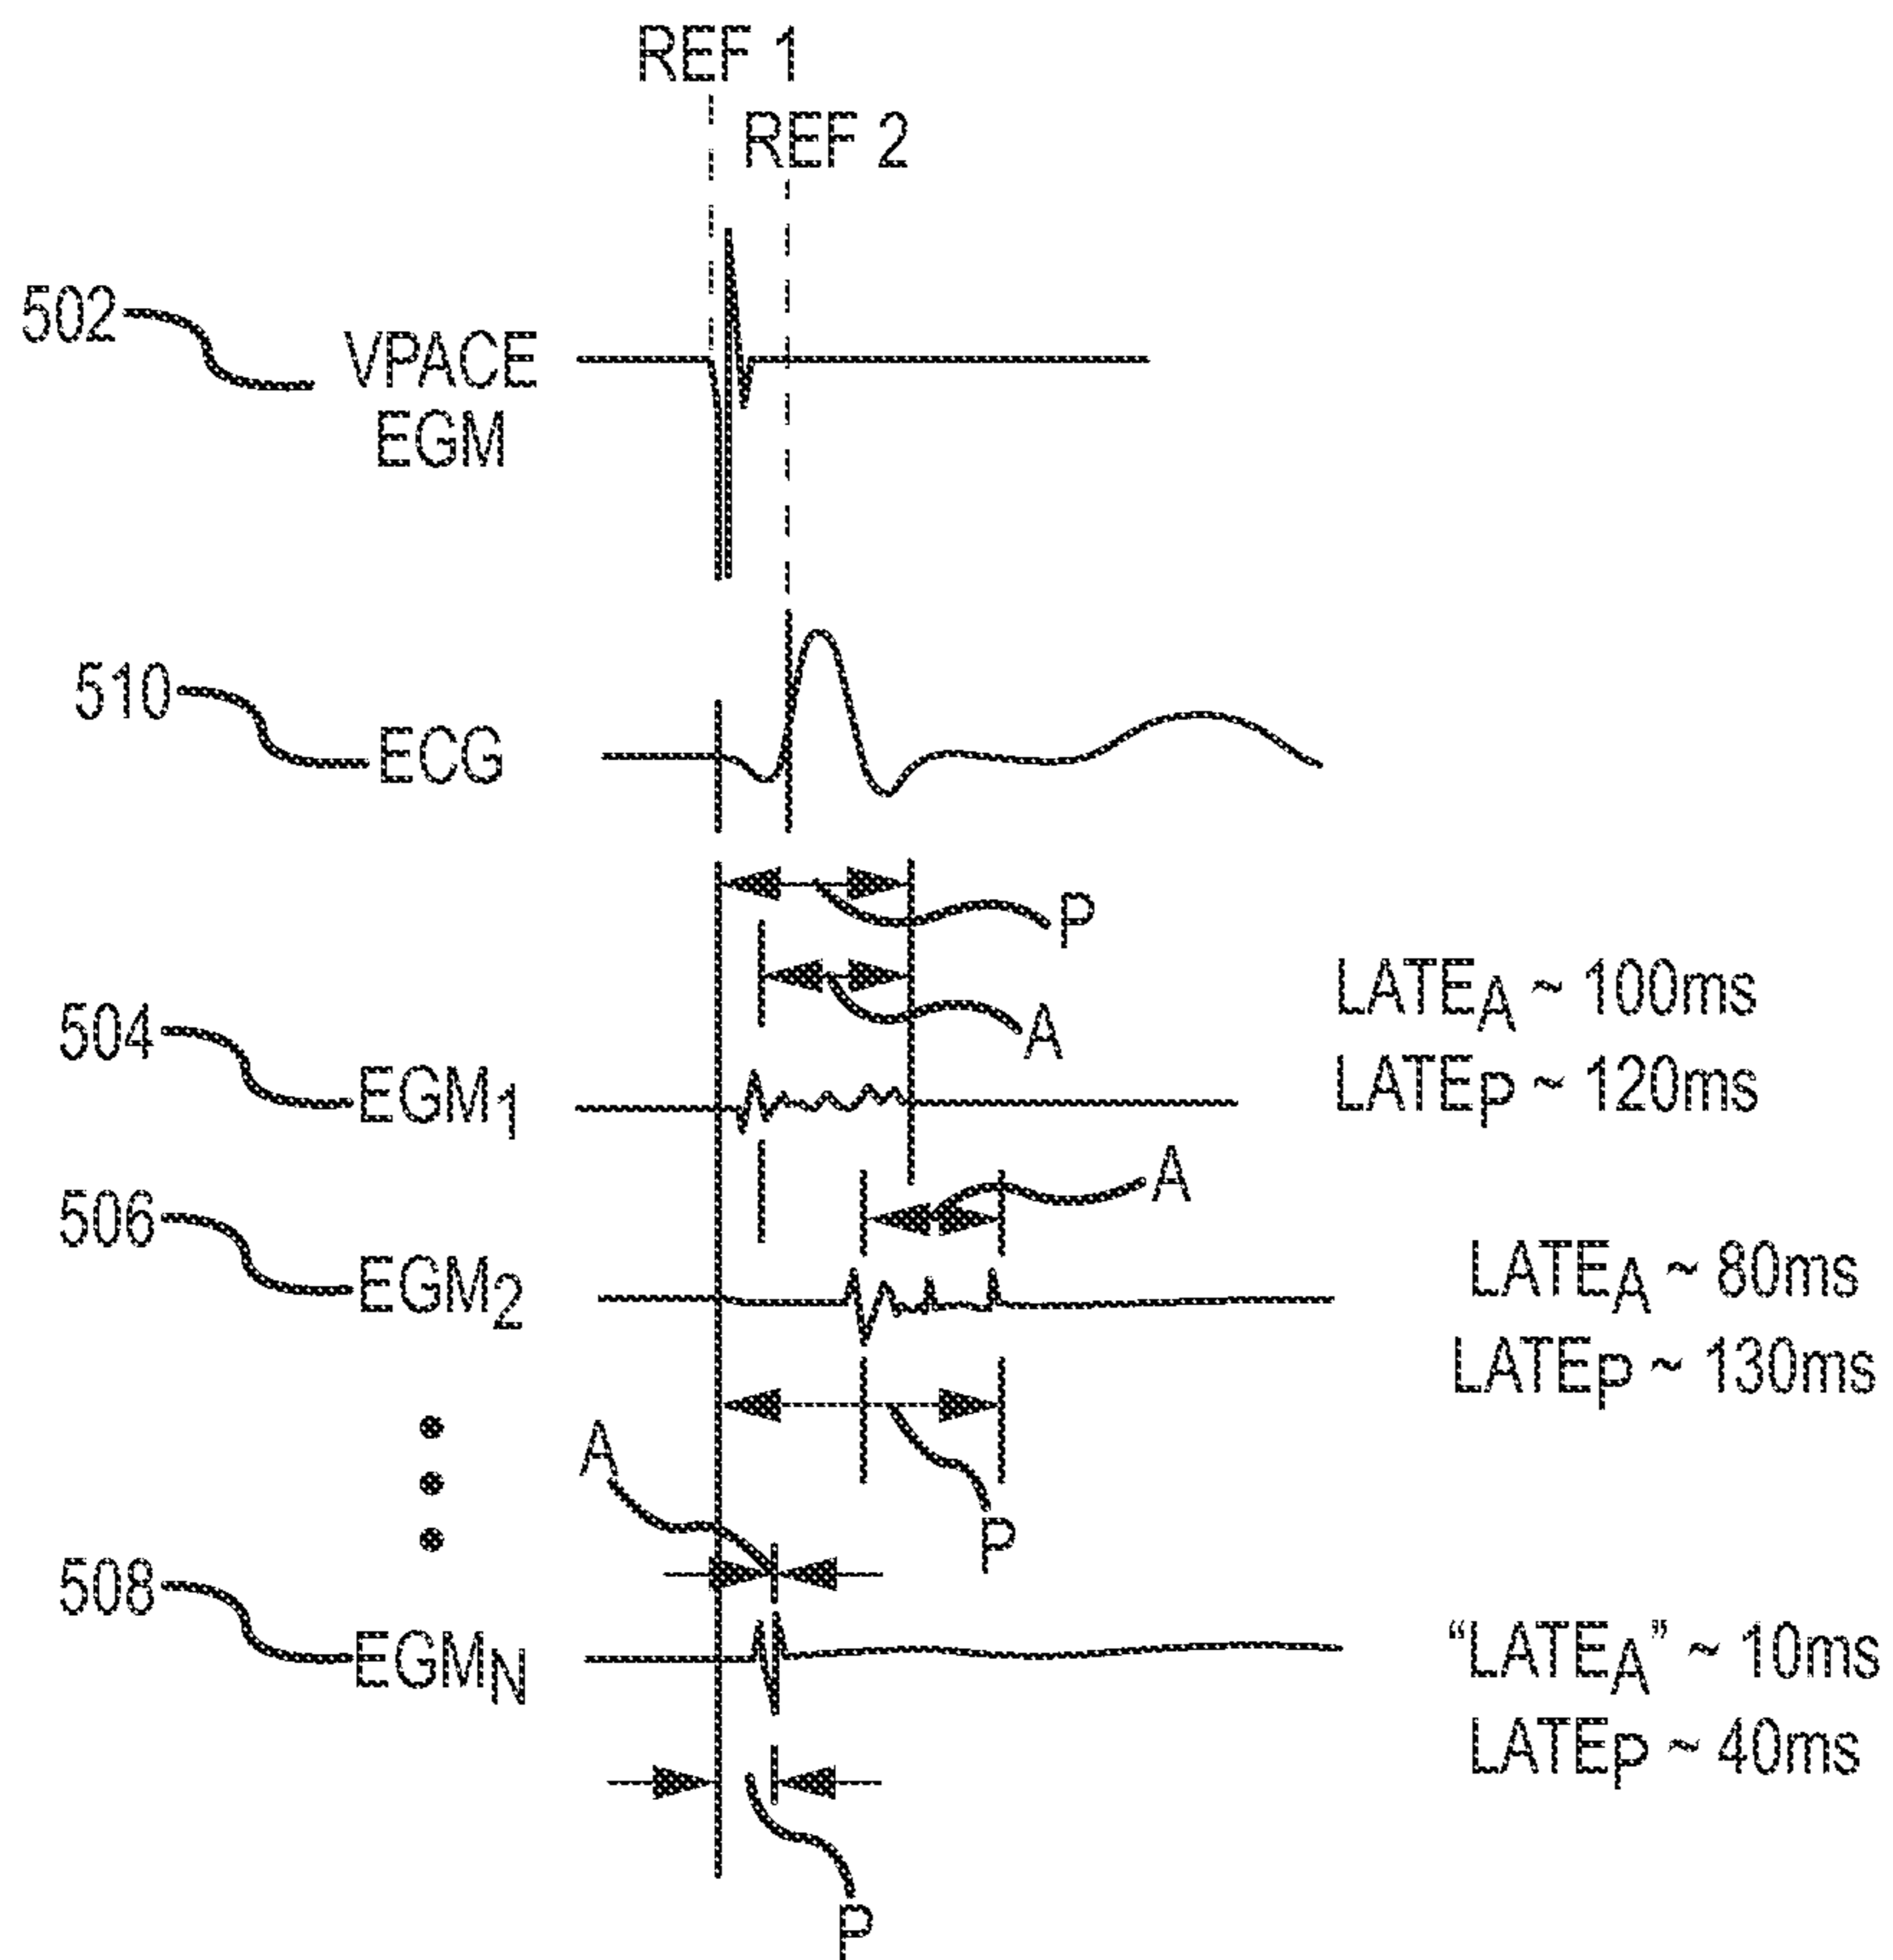 REF 1
REF 2
502
VPACE
EGM
510
ECG
P
A
504
EGM1
LATEA ~ 100ms
LATEP ~ 120ms
A
506
EGM2
LATEA ~ 80ms
LATEP ~ 130ms
A
P
508
EGMN
“LATEA” ~ 10ms
LATEP ~ 40ms
P